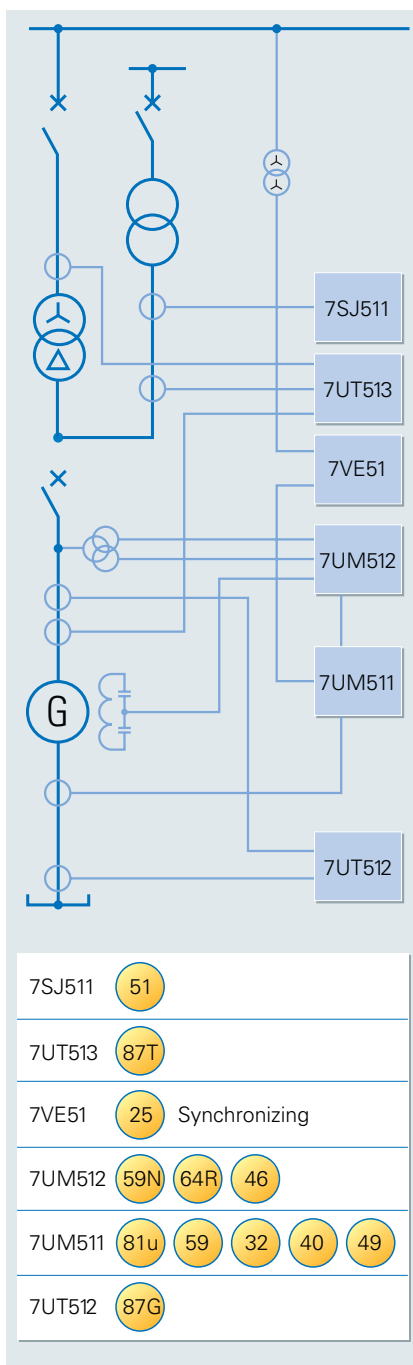 7SJ511
7UT513
7VE51
7UM512
7UM511
G
7UT512
7SJ511 51
7UT513 87T
7VE51 25 Synchronizing
7UM512 59N 64R 46
7UM511 81u 59 32 40 49
7UT512 87G